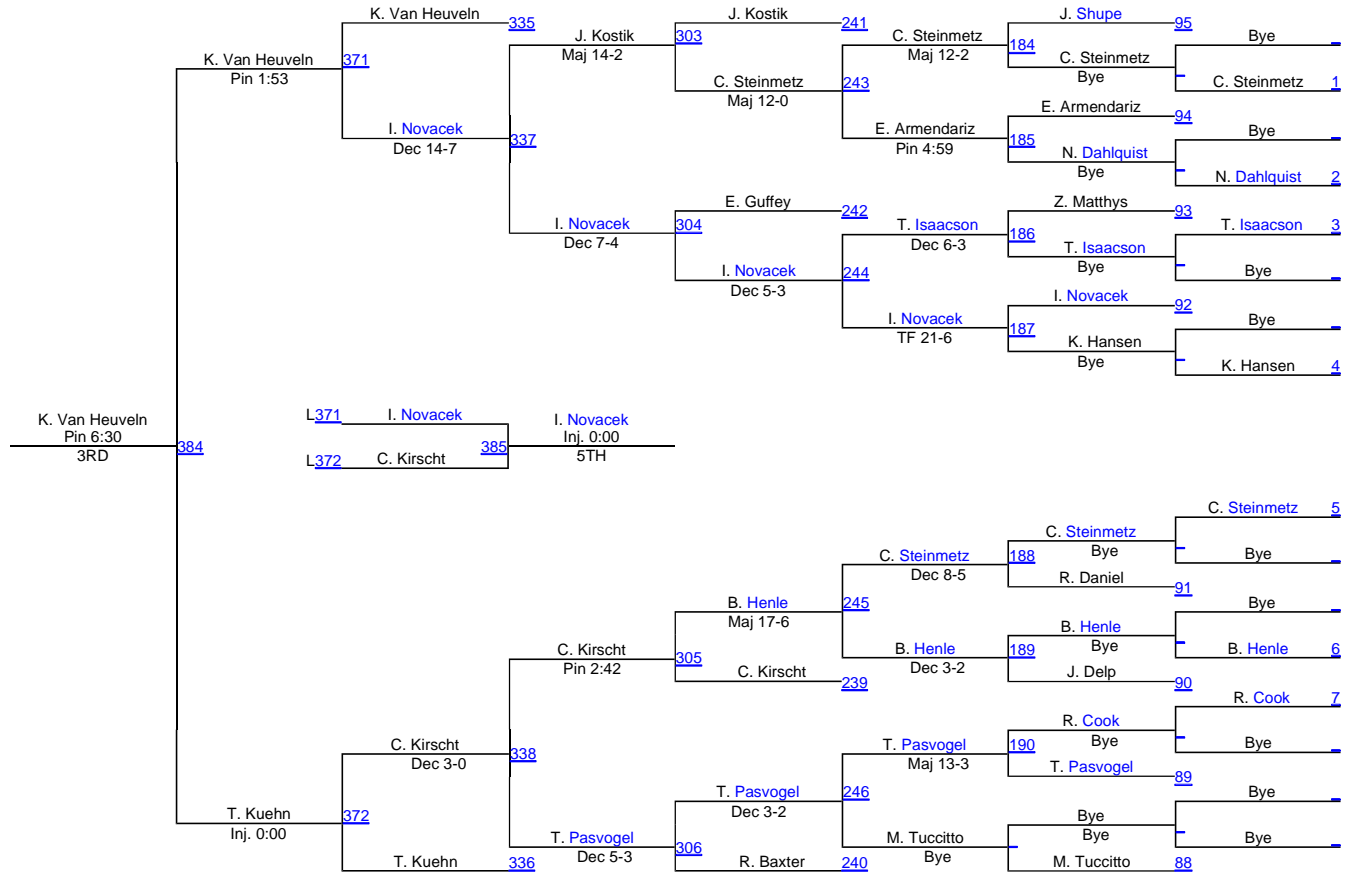 K. Van Heuveln 335 J. Kostik 241 J. Shupe 95
J. Kostik 303 C. Steinmetz 184 Bye
Maj 14-2 Maj 12-2
K. Van Heuveln 371 C. Steinmetz
Pin 1:53 Bye
C. Steinmetz 243 C. Steinmetz 1
Maj 12-0
E. Armendariz 94
I. Novacek 337 E. Armendariz 185 Bye
Dec 14-7 Pin 4:59
N. Dahlquist
Bye N. Dahlquist 2
E. Guffey 242 Z. Matthys 93
I. Novacek 304 T. Isaacson 186 T. Isaacson 3
Dec 7-4 Dec 6-3
T. Isaacson
Bye
I. Novacek 244 Bye
Dec 5-3
I. Novacek 92
I. Novacek 187 Bye
TF 21-6
K. Hansen
Bye
K. Hansen 4
K. Van Heuveln L371 I. Novacek I. Novacek
Pin 6:30 Inj. 0:00
384 385
3RD 5TH
L372 C. Kirscht
C. Steinmetz 5
C. Steinmetz
Bye
C. Steinmetz 188 Bye
Dec 8-5
R. Daniel 91
B. Henle 245 Bye
Maj 17-6
B. Henle
Bye
C. Kirscht 305 B. Henle 189 B. Henle 6
Pin 2:42 Dec 3-2
C. Kirscht 239 J. Delp 90
R. Cook 7
R. Cook
Bye
C. Kirscht 338 T. Pasvogel 190 Bye
Dec 3-0 Maj 13-3
T. Pasvogel 89
T. Pasvogel 246 Bye
Dec 3-2
T. Kuehn 372 Bye
Inj. 0:00 Bye
T. Pasvogel 306 M. Tuccitto Bye
Dec 5-3 Bye
T. Kuehn 336 R. Baxter 240 M. Tuccitto 88